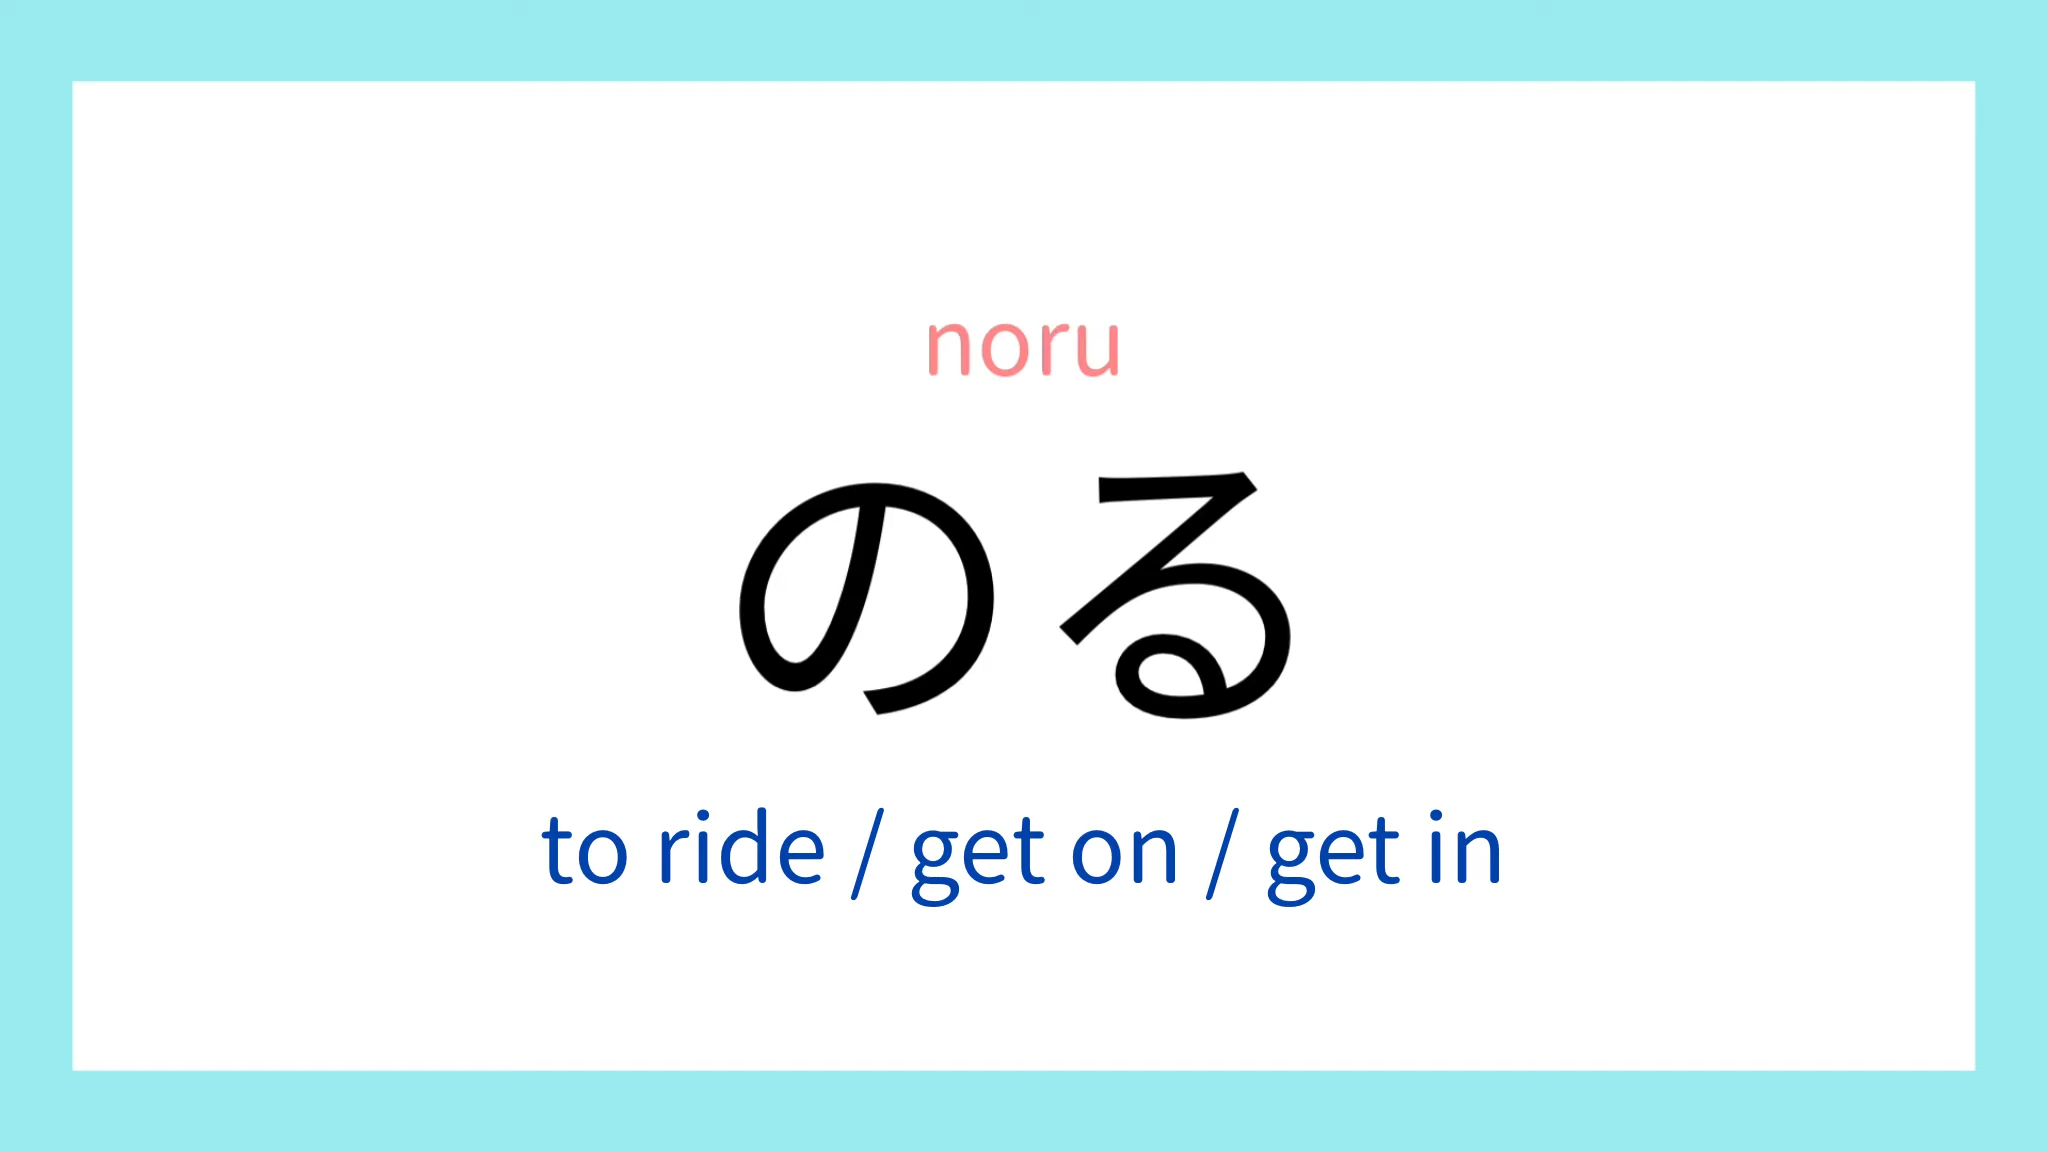 noru
のる
to ride / get on / get in